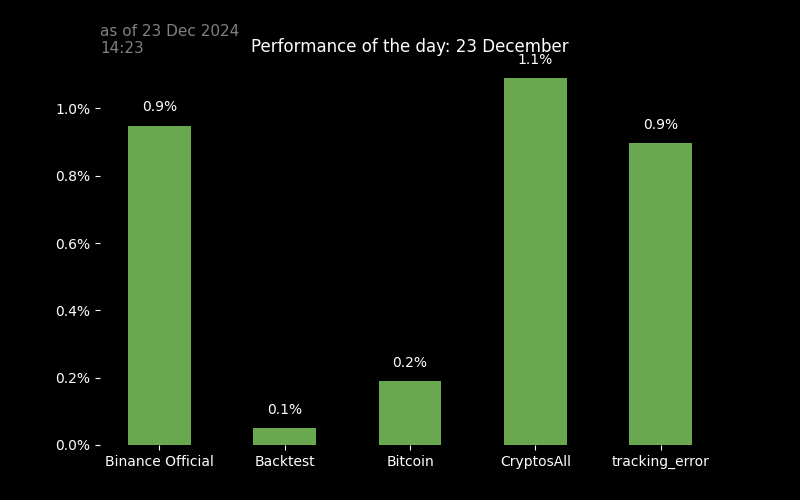 as of 23 Dec 2024
14:23
Performance of the day: 23 December
1.1%
0.9%
0.9%
0.2%
0.1%
1.0%
0.8%
0.6%
0.4%
0.2%
0.0%
Binance Official
Backtest
Bitcoin
CryptosAll
tracking_error